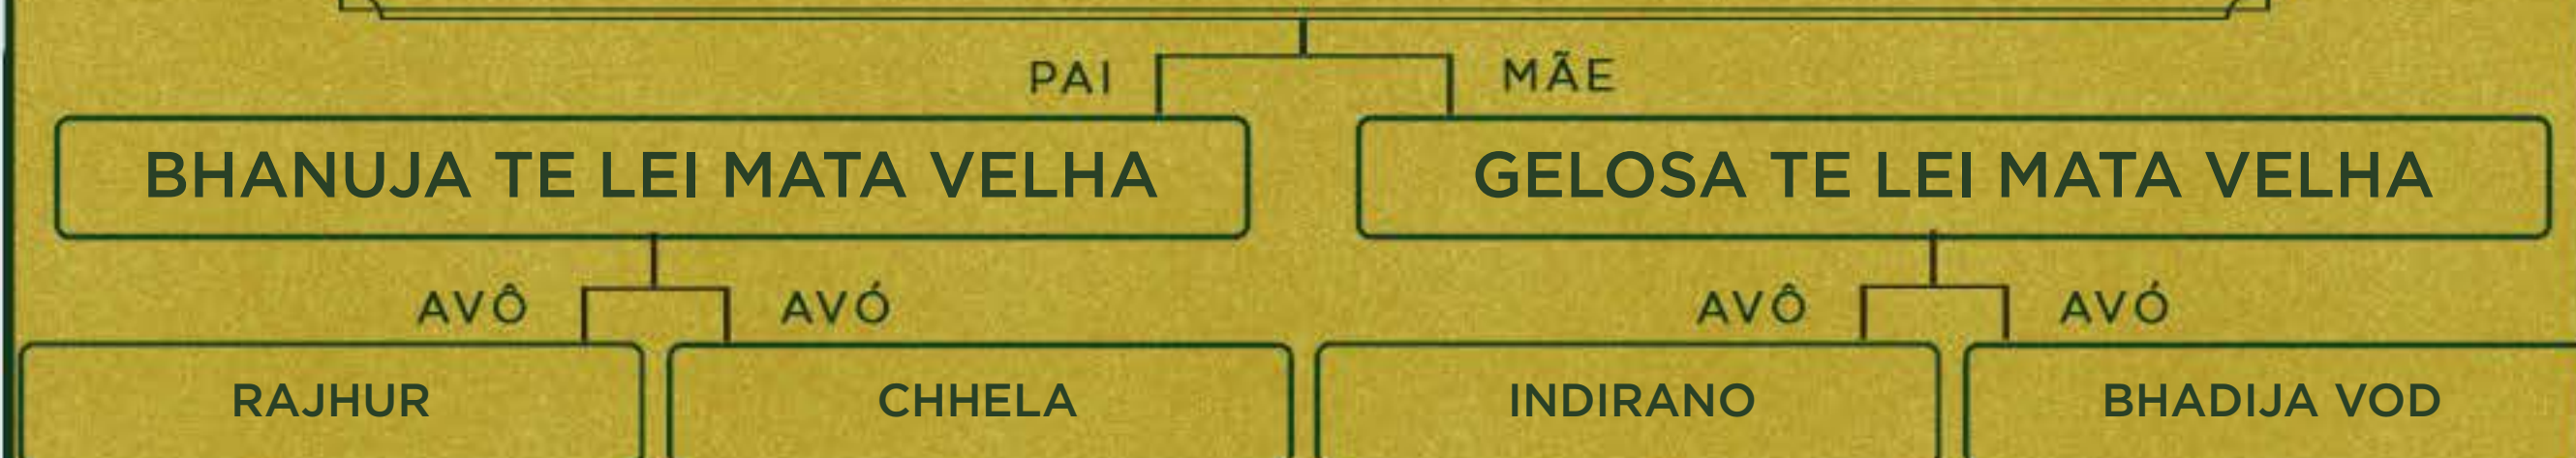 PAI MÃE
BHANUJA TE LEI MATA VELHA GELOSA TE LEI MATA VELHA
AVÔ AVÓ AVÔ AVÓ
RAJHUR CHHELA INDIRANO BHADIJA VOD